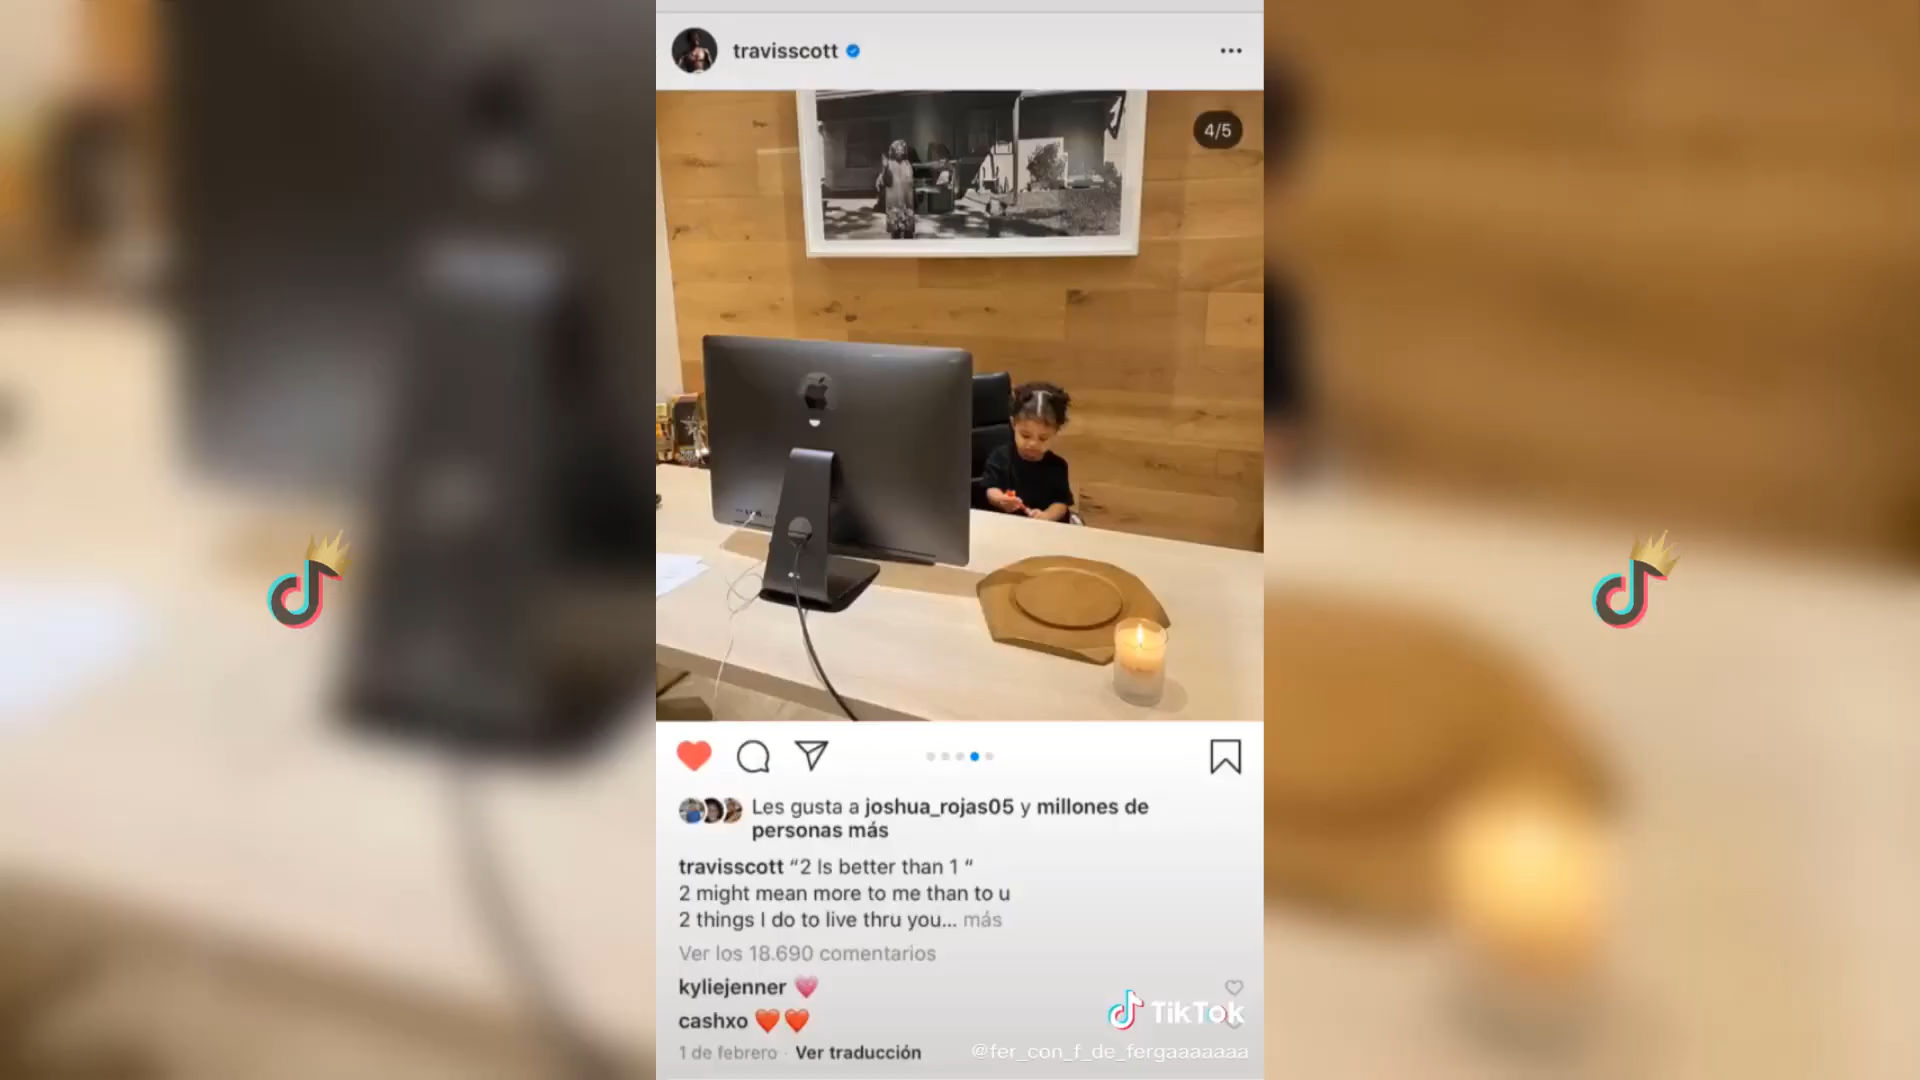 travisscott
4/5
Les gusta a joshua_rojas05 y millones de
personas más
travisscott “2 Is better than 1 “
2 might mean more to me than to u
2 things I do to live thru you... más
Ver los 18.690 comentarios
kyliejenner 💗
cashxo ❤️❤️
1 de febrero · Ver traducción
TikTok
@fer_con_f_de_fergaaaaaaa